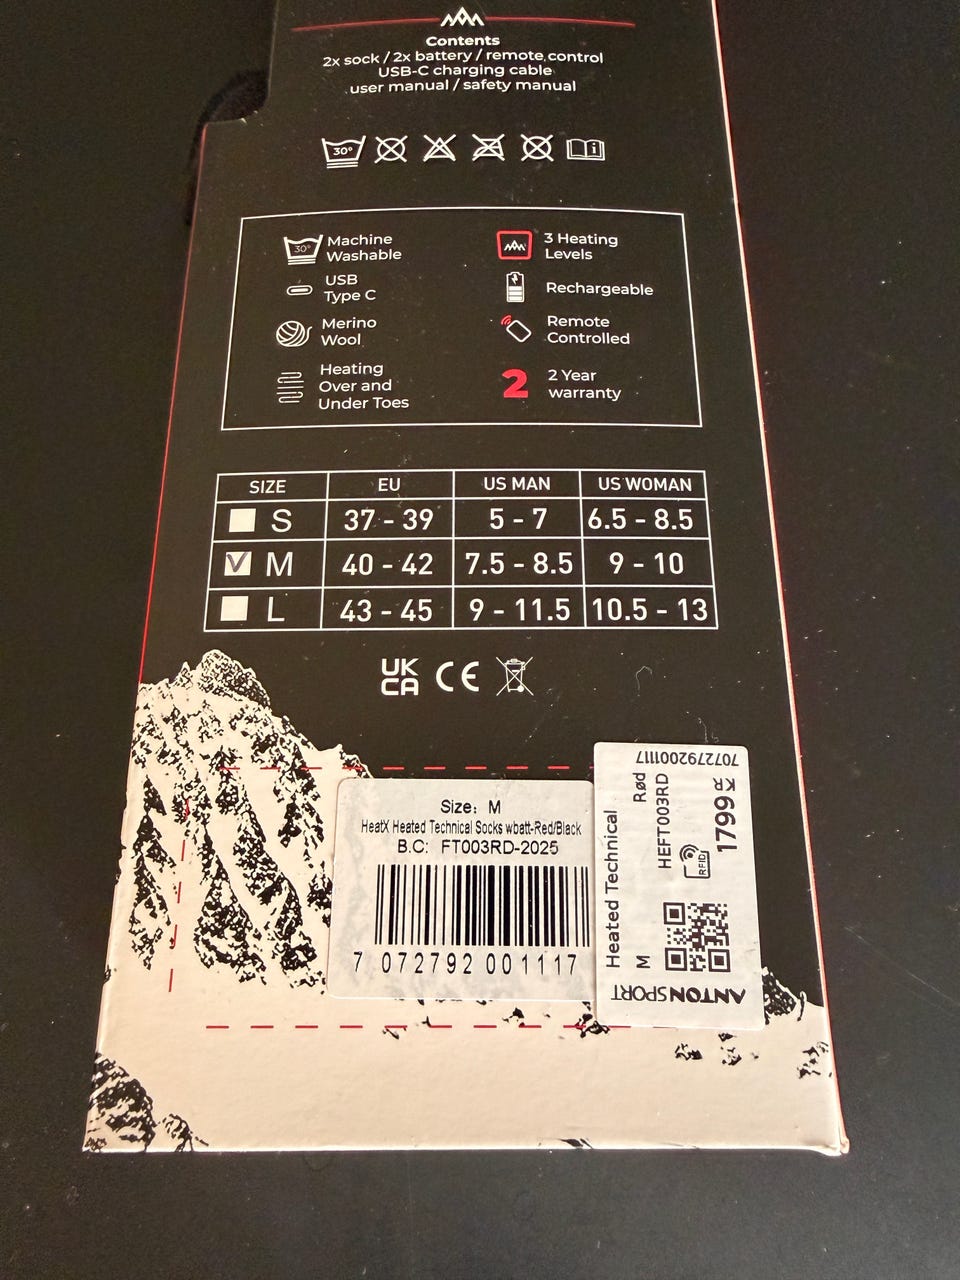 Contents
2x sock / 2x battery / remote control
USB-C charging cable
user manual / safety manual
30°
30°
Machine
Washable
3 Heating
Levels
USB
Type C
Rechargeable
Merino
Wool
Remote
Controlled
Heating
Over and
Under Toes
2
2 Year
warranty
SIZE EU US MAN US WOMAN
S 37 - 39 5 - 7 6.5 - 8.5
M 40 - 42 7.5 - 8.5 9 - 10
L 43 - 45 9 - 11.5 10.5 - 13
UK
CA CE
Size: M
HeatX Heated Technical Socks wbatt-Red/Black
B.C: FT003RD-2025
7 072792 001117
ANTON SPORT
M
Heated Technical
Rød
HEFT003RD
RFID
1799 KR
7072792001117